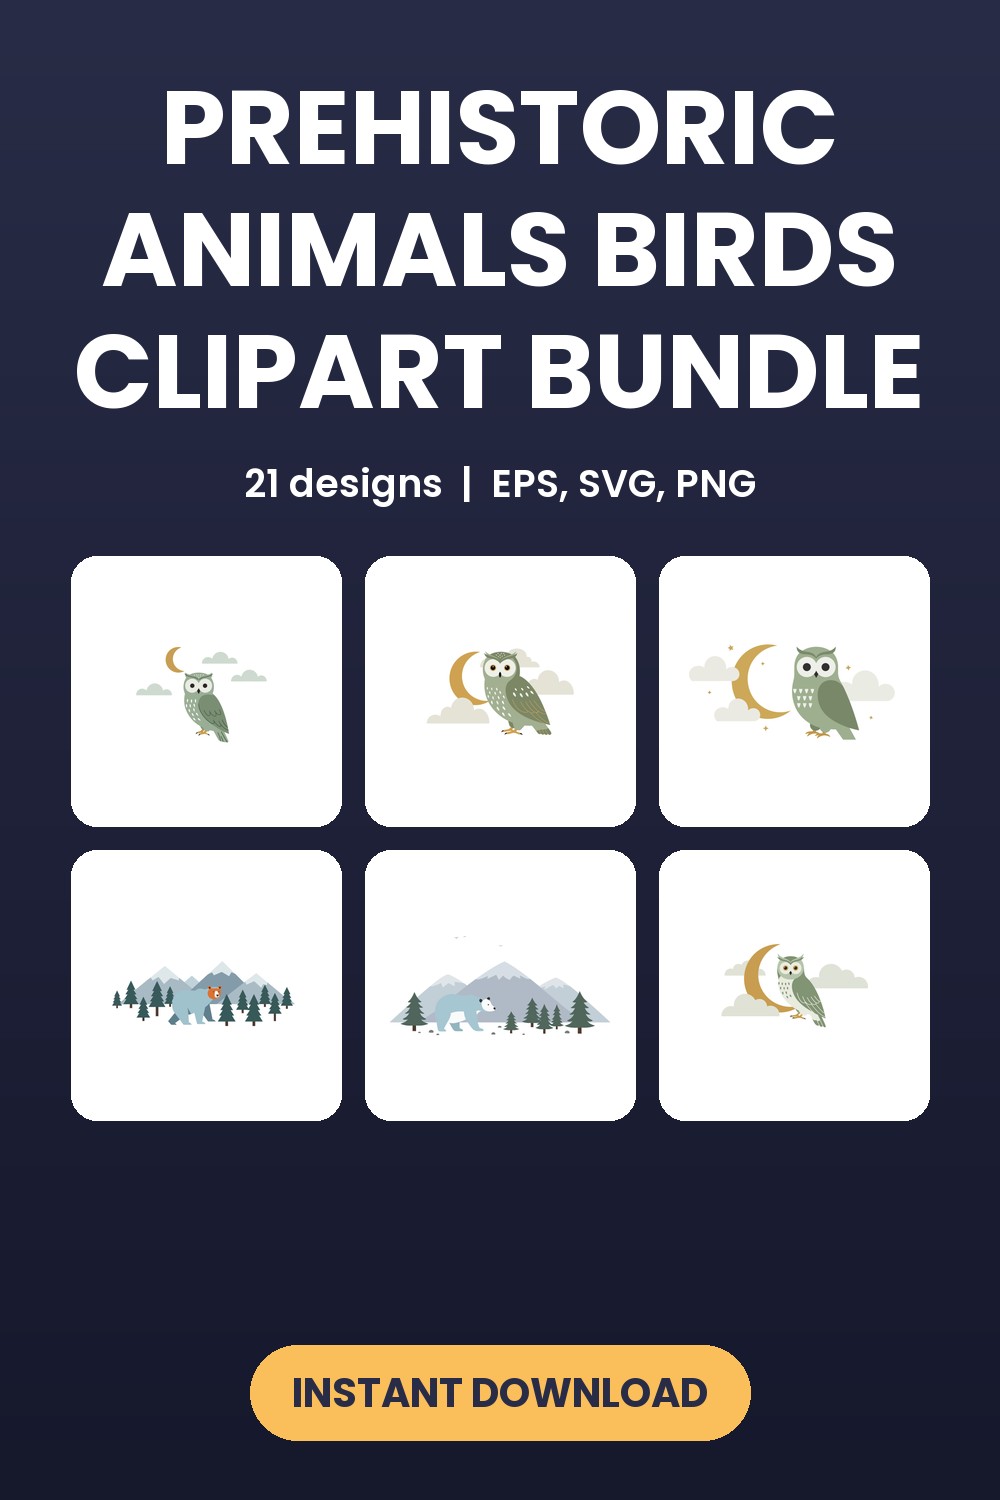 PREHISTORIC
ANIMALS BIRDS
CLIPART BUNDLE
21 designs | EPS, SVG, PNG
INSTANT DOWNLOAD